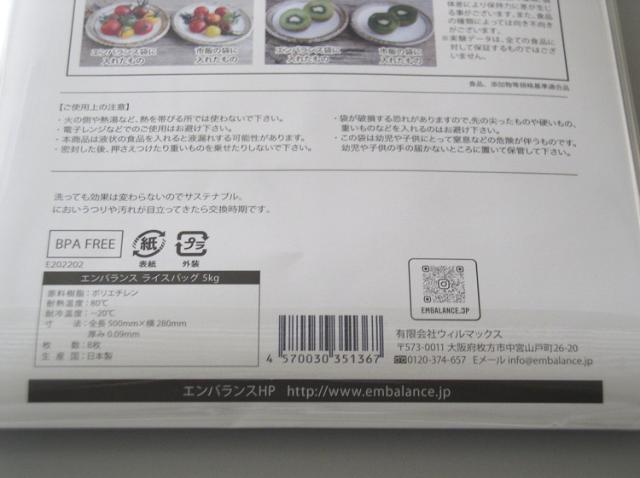 体差により保持力に差が生じる
がございます。また、食品
の種類によっては向き不向き
がございます。
※実験データは、全ての食品に
対して保証するものではござ
いません。
エンバランス袋に
入れたもの
市販の袋に
入れたもの
エンバランス袋に
入れたもの
市販の袋に
入れたもの
食品、添加物等規格基準適合品
【ご使用上の注意】
・火の側や熱湯など、熱を帯びる所では使わないで下さい。
・電子レンジなどでのご使用はお避け下さい。
・本商品は液状の食品を入れると液漏れする可能性があります。
・密封した後、押さえつけたり重いものを乗せたりしないで下さい。
・袋が破損する恐れがありますので、先の尖ったものや硬いもの、
重いものなどを入れるのはお避け下さい。
・この袋は幼児や子供にとって窒息などの危険が伴うものです。
幼児や子供の手の届かないところに置いて保管して下さい。
洗っても効果は変わらないのでサステナブル。
においうつりや汚れが目立ってきたら交換時期です。
BPA FREE
紙
表紙
プラ
外装
E202202
エンバランス ライスバッグ 5kg
原料樹脂：ポリエチレン
耐熱温度：80℃
耐冷温度：−20℃
寸　　法：全長500mm×横280mm
厚み0.09mm
枚　　数：8枚
生 産 国：日本製
4 570030 351367
EMBALANCE.JP
有限会社ウィルマックス
〒573-0011 大阪府枚方市中宮山戸町26-20
0120-374-657 Eメール info@embalance.jp
エンバランスHP http://www.embalance.jp